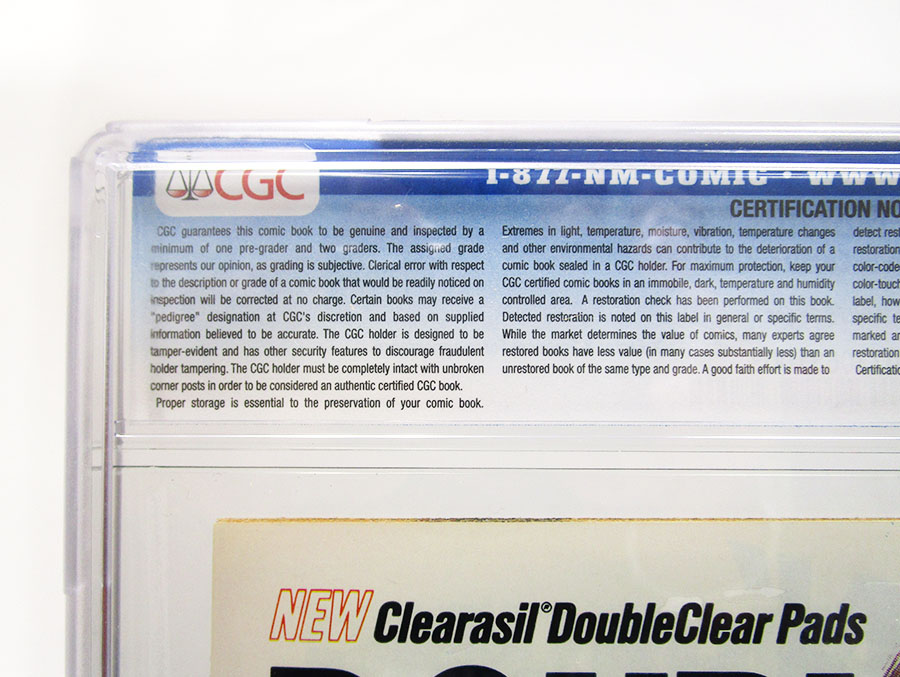 CGC
1-877-NM-COMIC • WWW
CERTIFICATION NO
CGC guarantees this comic book to be genuine and inspected by a
minimum of one pre-grader and two graders. The assigned grade
represents our opinion, as grading is subjective. Clerical error with respect
to the description or grade of a comic book that would be readily noticed on
inspection will be corrected at no charge. Certain books may receive a
"pedigree" designation at CGC's discretion and based on supplied
information believed to be accurate. The CGC holder is designed to be
tamper-evident and has other security features to discourage fraudulent
holder tampering. The CGC holder must be completely intact with unbroken
corner posts in order to be considered an authentic certified CGC book.
Proper storage is essential to the preservation of your comic book.
Extremes in light, temperature, moisture, vibration, temperature changes
and other environmental hazards can contribute to the deterioration of a
comic book sealed in a CGC holder. For maximum protection, keep your
CGC certified comic books in an immobile, dark, temperature and humidity
controlled area. A restoration check has been performed on this book.
Detected restoration is noted on this label in general or specific terms.
While the market determines the value of comics, many experts agree
restored books have less value (in many cases substantially less) than an
unrestored book of the same type and grade. A good faith effort is made to
detect rest
restoration
color-code
color-touch
label, how
specific te
marked ar
restoration
Certificatio
NEW Clearasil® DoubleClear Pads